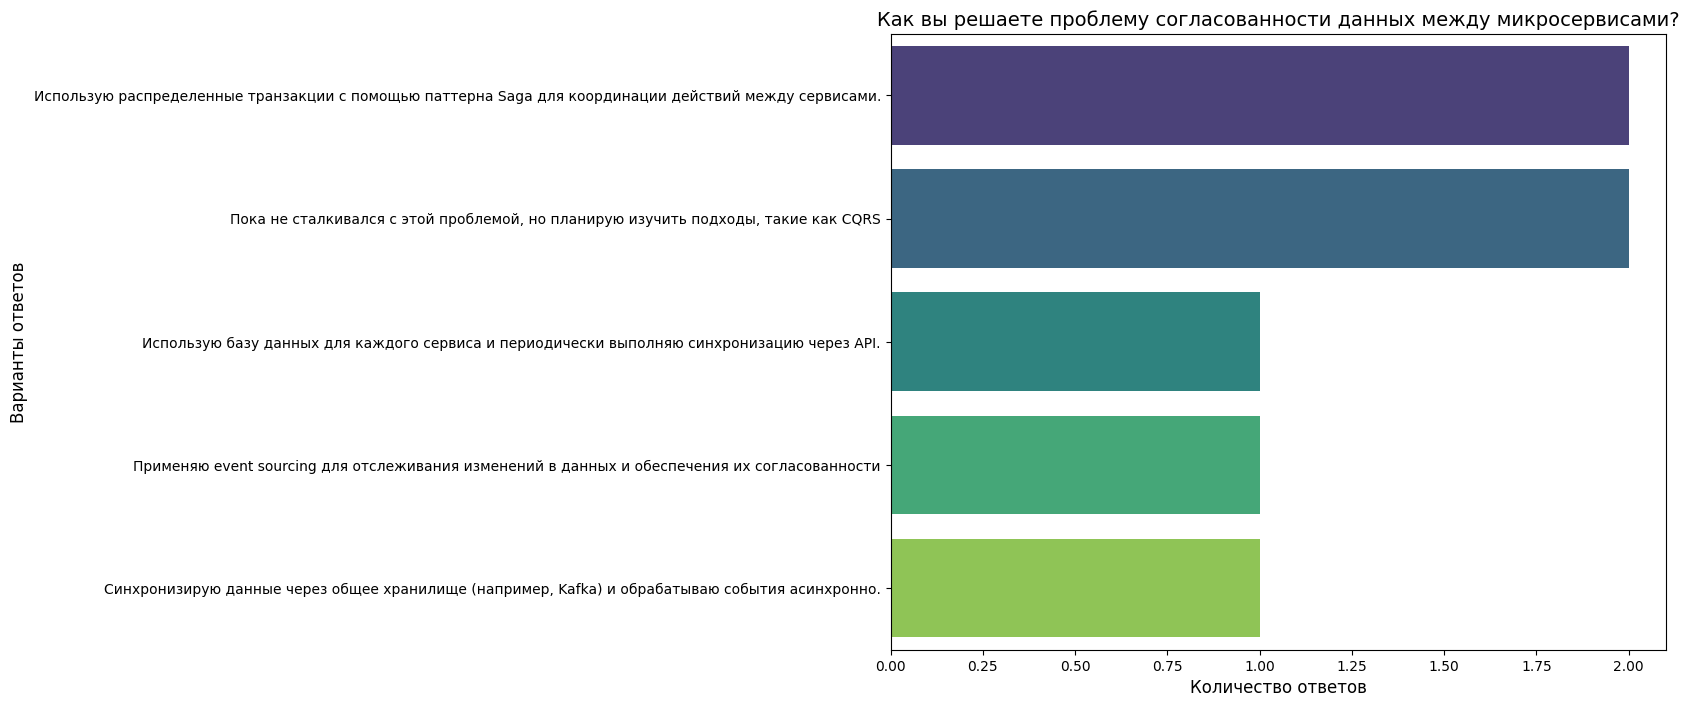 Как вы решаете проблему согласованности данных между микросервисами?
Варианты ответов
Использую распределенные транзакции с помощью паттерна Saga для координации действий между сервисами.
Пока не сталкивался с этой проблемой, но планирую изучить подходы, такие как CQRS
Использую базу данных для каждого сервиса и периодически выполняю синхронизацию через API.
Применяю event sourcing для отслеживания изменений в данных и обеспечения их согласованности
Синхронизирую данные через общее хранилище (например, Kafka) и обрабатываю события асинхронно.
0.00 0.25 0.50 0.75 1.00 1.25 1.50 1.75 2.00
Количество ответов